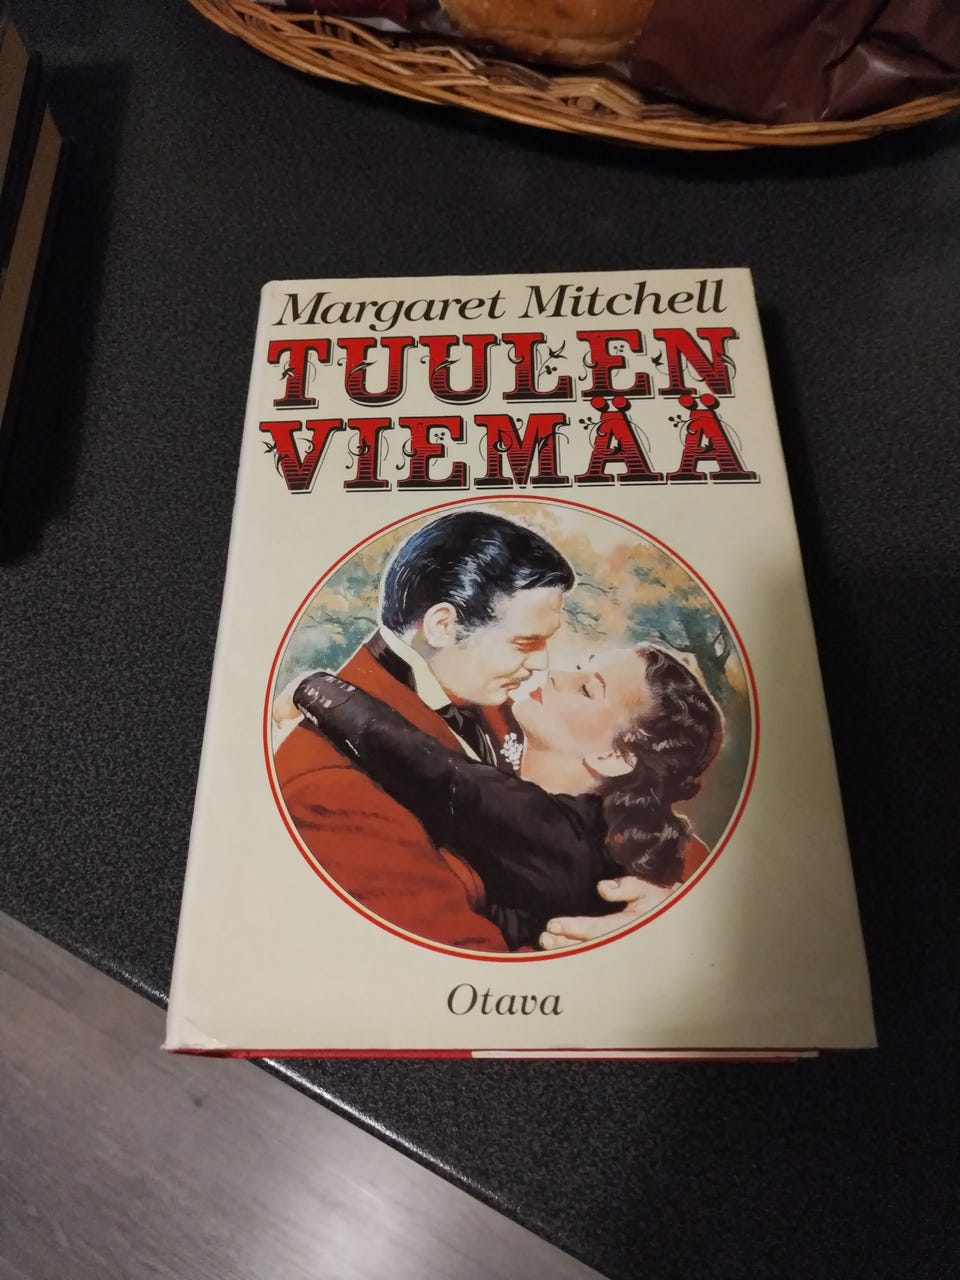 Margaret Mitchell
TUULEN
VIEMÄÄ
Otava